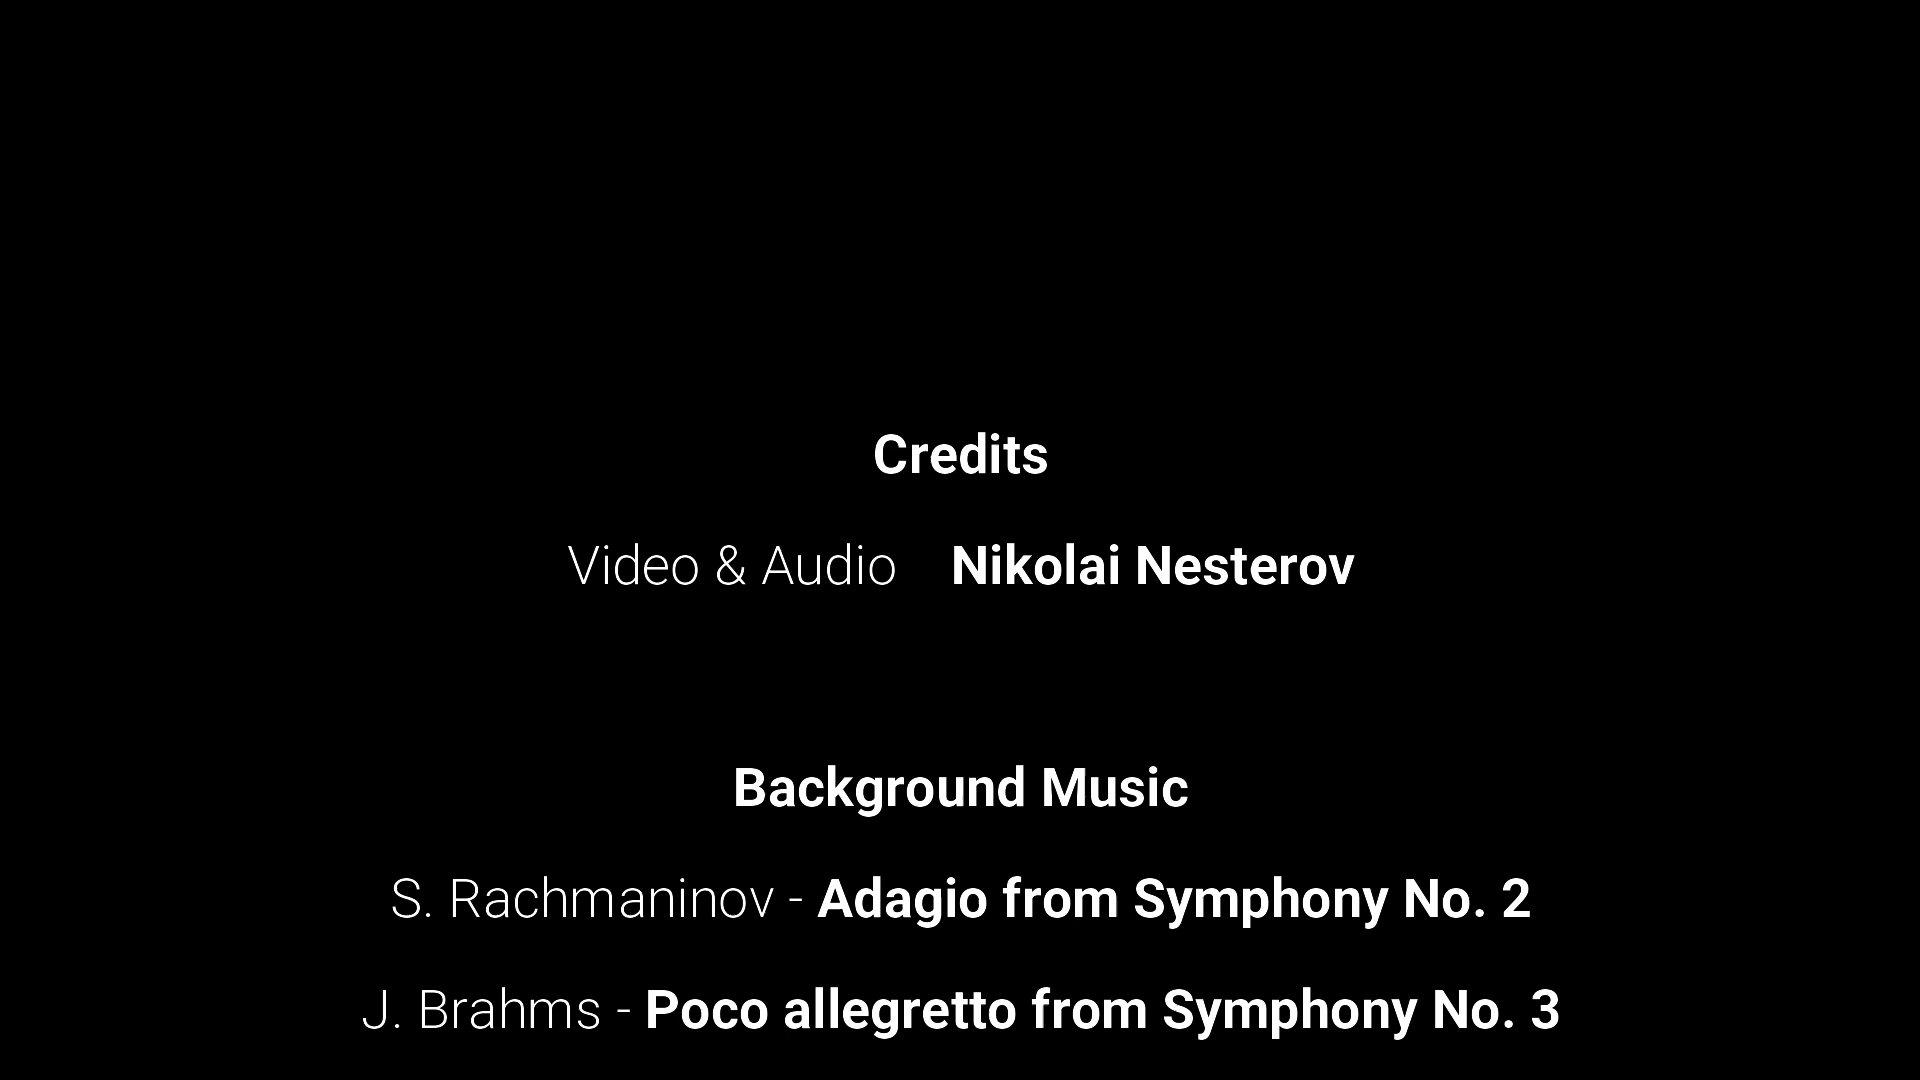 Credits
Video & Audio Nikolai Nesterov
Background Music
S. Rachmaninov - Adagio from Symphony No. 2
J. Brahms - Poco allegretto from Symphony No. 3